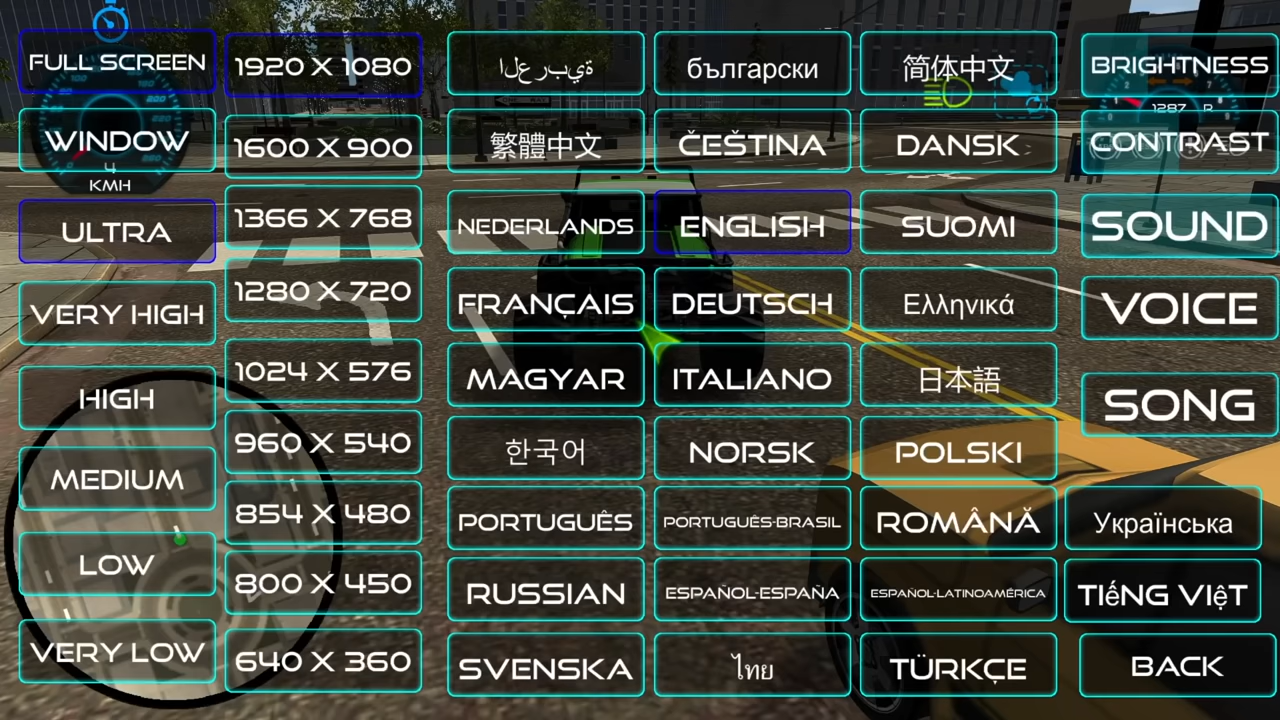 FULL SCREEN
1920 X 1080
العربية
български
简体中文
BRIGHTNESS
WINDOW
1600 X 900
繁體中文
ČEŠTINA
DANSK
1287 R
CONTRAST
4
KMH
ULTRA
1366 X 768
NEDERLANDS
ENGLISH
SUOMI
SOUND
VERY HIGH
1280 X 720
FRANÇAIS
DEUTSCH
Ελληνικά
VOICE
HIGH
1024 X 576
MAGYAR
ITALIANO
日本語
SONG
MEDIUM
960 X 540
한국어
NORSK
POLSKI
LOW
854 X 480
PORTUGUÊS
PORTUGUÊS-BRASIL
ROMÂNĂ
Українська
800 X 450
RUSSIAN
ESPAÑOL-ESPAÑA
ESPAÑOL-LATINOAMÉRICA
TIẾNG VIỆT
VERY LOW
640 X 360
SVENSKA
ไทย
TÜRKÇE
BACK